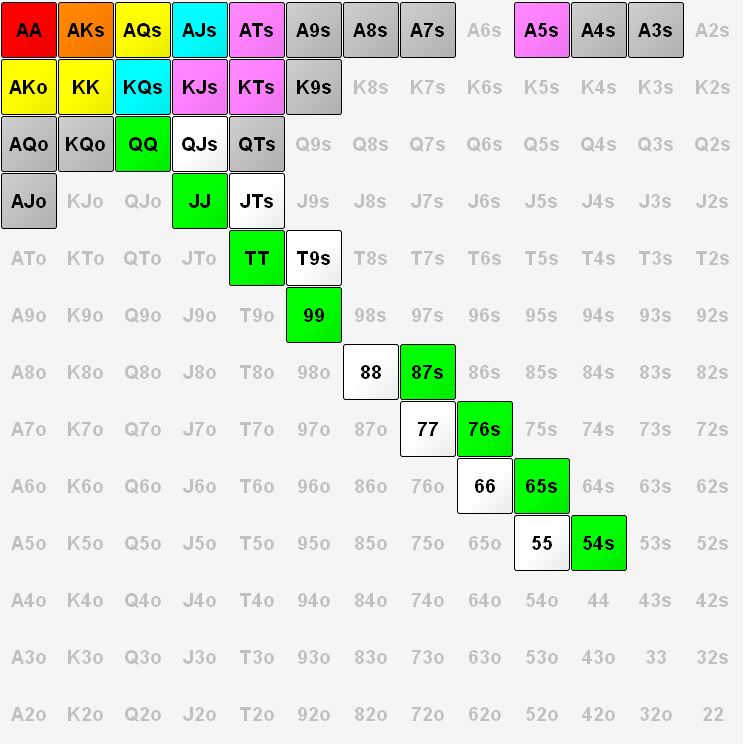 AA AKs AQs AJs ATs A9s A8s A7s A6s A5s A4s A3s A2s
AKo KK KQs KJs KTs K9s K8s K7s K6s K5s K4s K3s K2s
AQo KQo QQ QJs QTs Q9s Q8s Q7s Q6s Q5s Q4s Q3s Q2s
AJo KJo QJo JJ JTs J9s J8s J7s J6s J5s J4s J3s J2s
ATo KTo QTo JTo TT T9s T8s T7s T6s T5s T4s T3s T2s
A9o K9o Q9o J9o T9o 99 98s 97s 96s 95s 94s 93s 92s
A8o K8o Q8o J8o T8o 98o 88 87s 86s 85s 84s 83s 82s
A7o K7o Q7o J7o T7o 97o 87o 77 76s 75s 74s 73s 72s
A6o K6o Q6o J6o T6o 96o 86o 76o 66 65s 64s 63s 62s
A5o K5o Q5o J5o T5o 95o 85o 75o 65o 55 54s 53s 52s
A4o K4o Q4o J4o T4o 94o 84o 74o 64o 54o 44 43s 42s
A3o K3o Q3o J3o T3o 93o 83o 73o 63o 53o 43o 33 32s
A2o K2o Q2o J2o T2o 92o 82o 72o 62o 52o 42o 32o 22